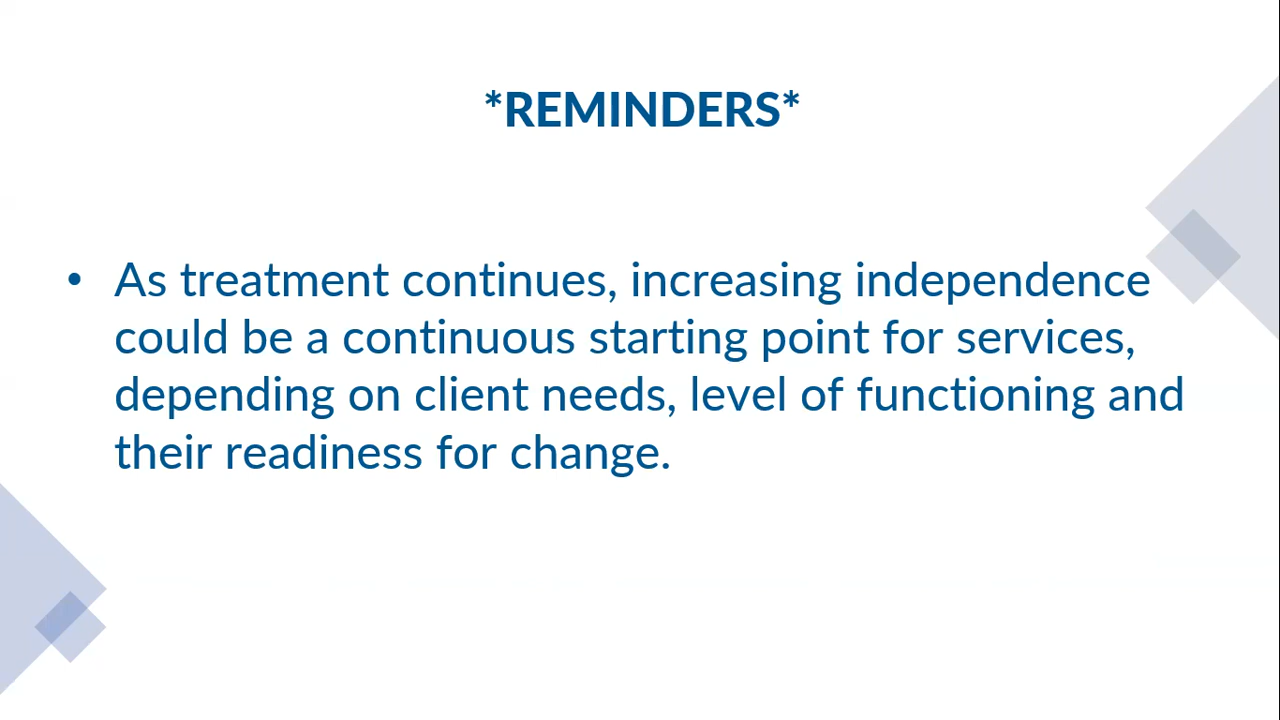 *REMINDERS*
• As treatment continues, increasing independence
could be a continuous starting point for services,
depending on client needs, level of functioning and
their readiness for change.